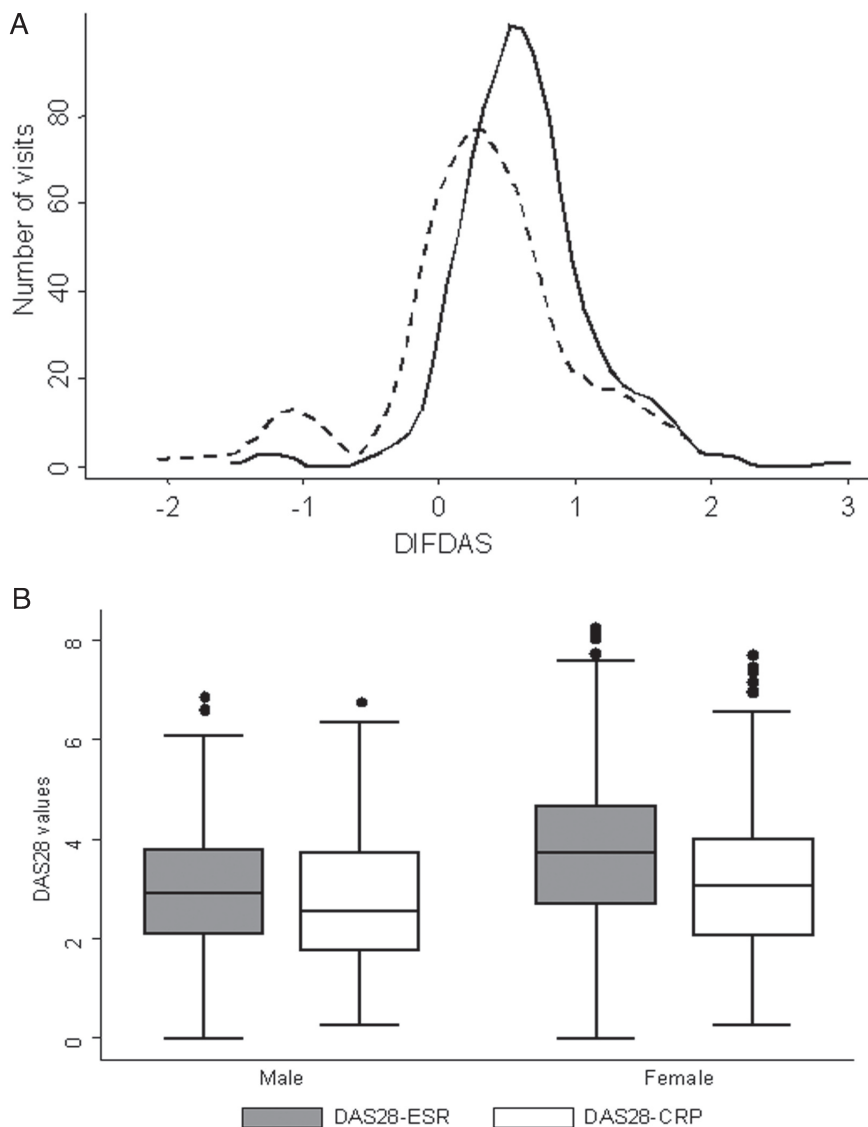 A
Number of visits
80
60
40
20
0
-2 -1 0 1 2 3
DIFDAS
B
DAS28 values
8
6
4
2
0
Male Female
DAS28-ESR DAS28-CRP